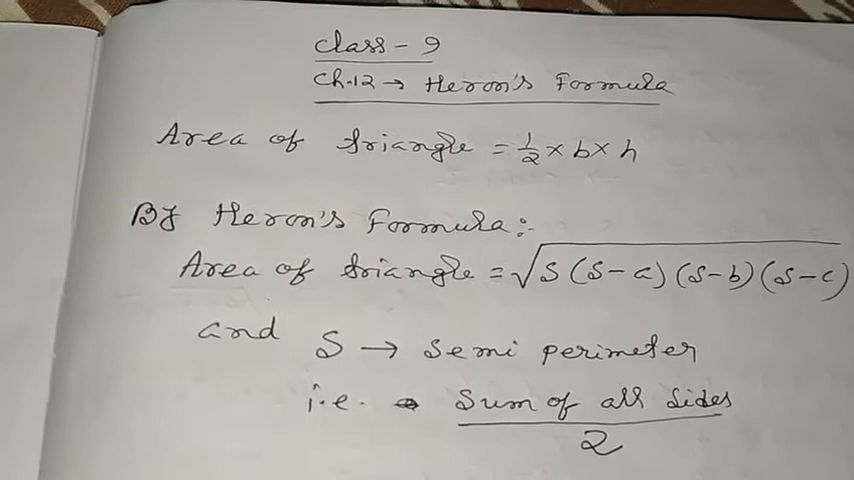 Class - 9
Ch.12 → Heron's Formula
Area of triangle = 1/2 × b × h
By Heron's Formula:-
Area of triangle = √S(S-a)(S-b)(S-c)
and S → Semi perimeter
i.e. Sum of all sides
2